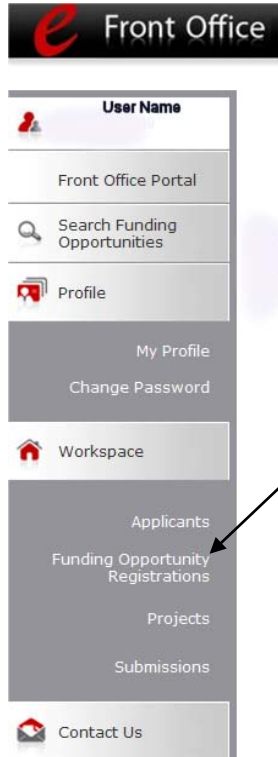 e Front Office
User Name
Front Office Portal
Search Funding
Opportunities
Profile
My Profile
Change Password
Workspace
Applicants
Funding Opportunity
Registrations
Projects
Submissions
Contact Us